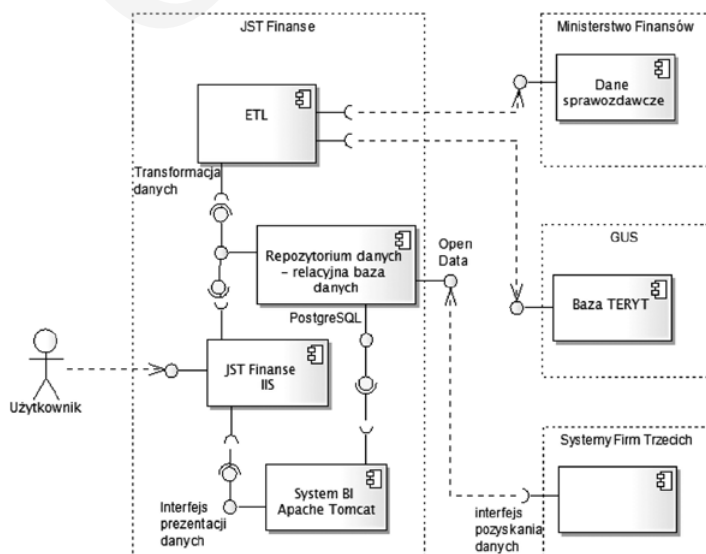 JST Finanse
Ministerstwo Finansów
ETL
Dane
sprawozdawcze
Transformacja
danych
Repozytorium danych
– relacyjna baza
danych
Open
Data
GUS
Baza TERYT
PostgreSQL
JST Finanse
IIS
Użytkownik
Systemy Firm Trzecich
System BI
Apache Tomcat
Interfejs
prezentacji
danych
interfejs
pozyskania
danych